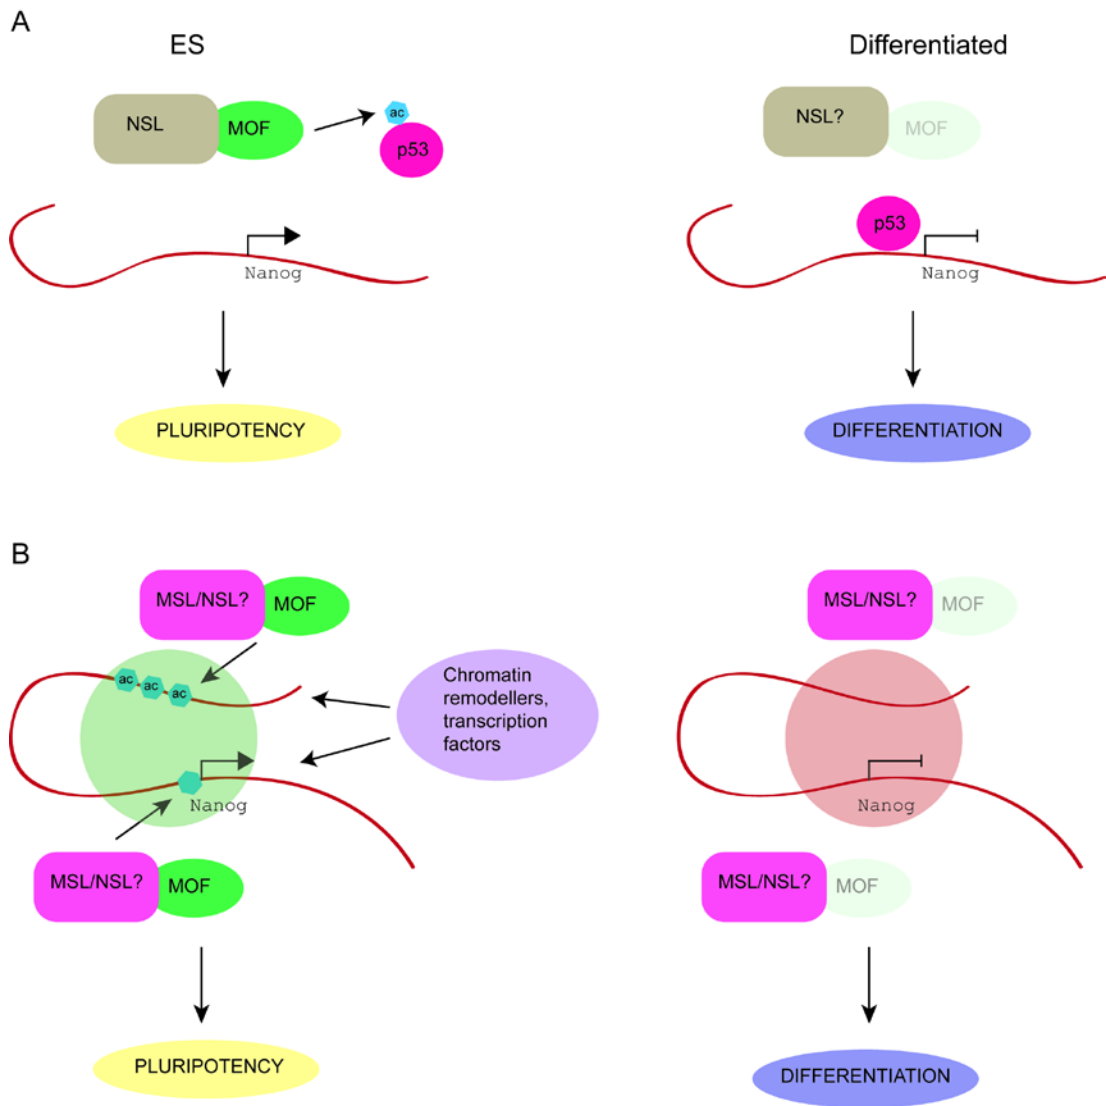 A
ES
Differentiated
NSL
MOF
ac
p53
NSL?
MOF
p53
Nanog
Nanog
PLURIPOTENCY
DIFFERENTIATION
B
MSL/NSL?
MOF
MSL/NSL?
MOF
ac
ac
ac
Chromatin
remodellers,
transcription
factors
Nanog
Nanog
MSL/NSL?
MOF
MSL/NSL?
MOF
PLURIPOTENCY
DIFFERENTIATION